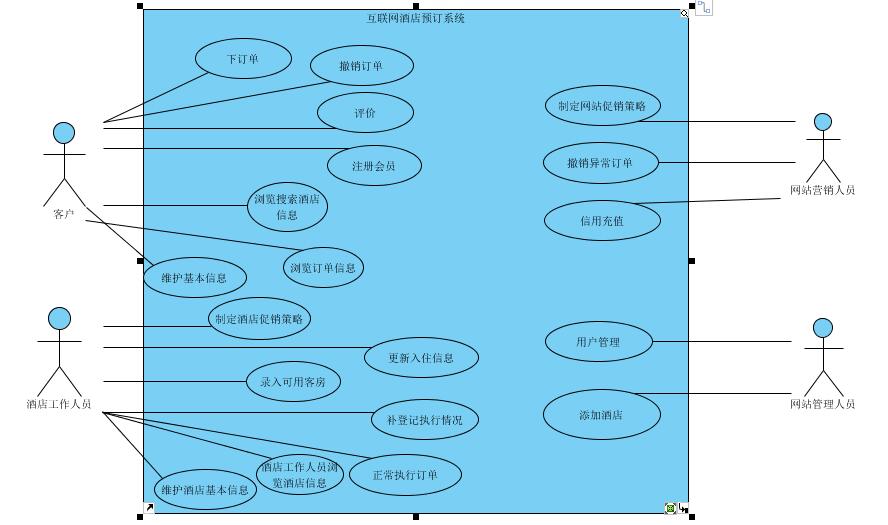 互联网酒店预订系统
下订单
撤销订单
评价
制定网站促销策略
注册会员
撤销异常订单
网站营销人员
浏览搜索酒店
信息
客户
信用充值
浏览订单信息
维护基本信息
制定酒店促销策略
用户管理
更新入住信息
录入可用客房
酒店工作人员
网站管理人员
补登记执行情况
添加酒店
酒店工作人员浏
览酒店信息
正常执行订单
维护酒店基本信息